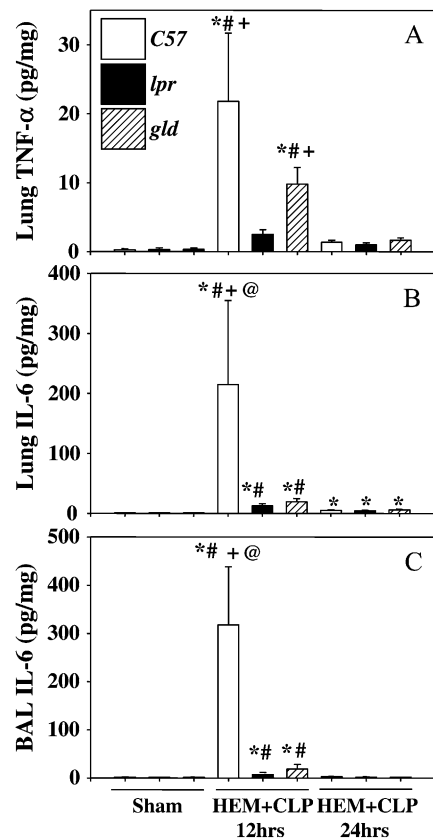 A
C57
lpr
gld
Lung TNF-α (pg/mg)
30
20
10
0
*# +
*# +
B
Lung IL-6 (pg/mg)
400
300
200
100
0
*# + @
*#
*#
*
*
*
C
BAL IL-6 (pg/mg)
500
400
300
200
100
0
*# + @
*#
*#
Sham
HEM+CLP
12hrs
HEM+CLP
24hrs